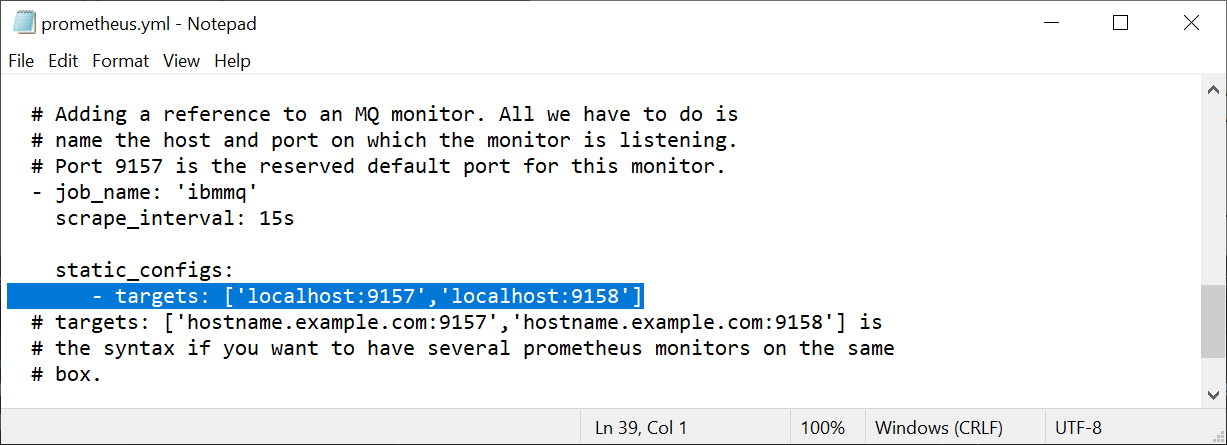 prometheus.yml - Notepad
File Edit Format View Help
# Adding a reference to an MQ monitor. All we have to do is
# name the host and port on which the monitor is listening.
# Port 9157 is the reserved default port for this monitor.
- job_name: 'ibmmq'
scrape_interval: 15s
static_configs:
- targets: ['localhost:9157','localhost:9158']
# targets: ['hostname.example.com:9157','hostname.example.com:9158'] is
# the syntax if you want to have several prometheus monitors on the same
# box.
Ln 39, Col 1 100% Windows (CRLF) UTF-8